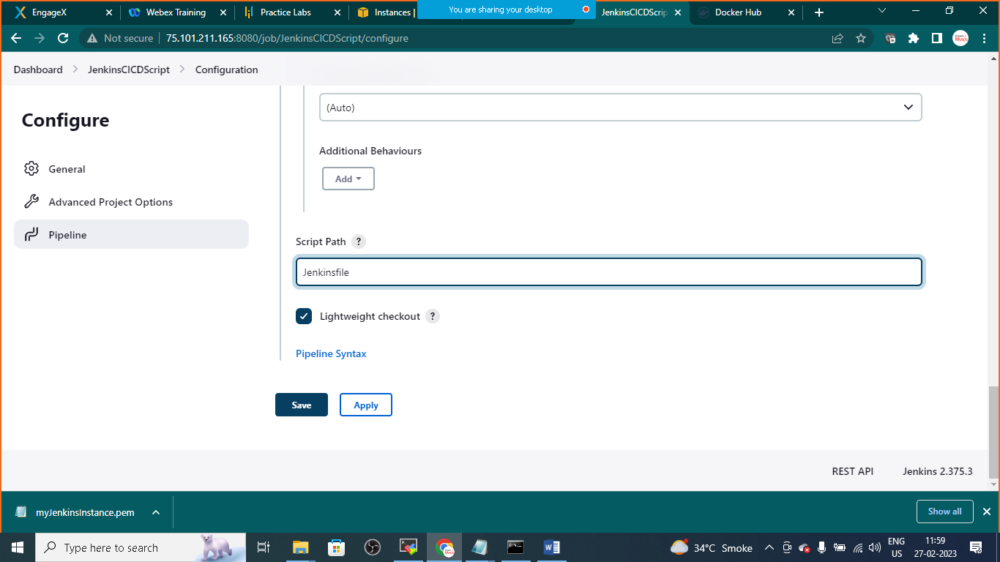 EngageX
Webex Training
Practice Labs
Instances |
You are sharing your desktop
JenkinsCICDScrip
Docker Hub
Not secure
75.101.211.165:8080/job/JenkinsCICDScript/configure
Dashboard
JenkinsCICDScript
Configuration
Configure
General
Advanced Project Options
Pipeline
(Auto)
Additional Behaviours
Add
Script Path ?
Jenkinsfile
Lightweight checkout ?
Pipeline Syntax
Save
Apply
REST API
Jenkins 2.375.3
myJenkinsInstance.pem
Show all
Type here to search
34°C Smoke
ENG
US
11:59
27-02-2023